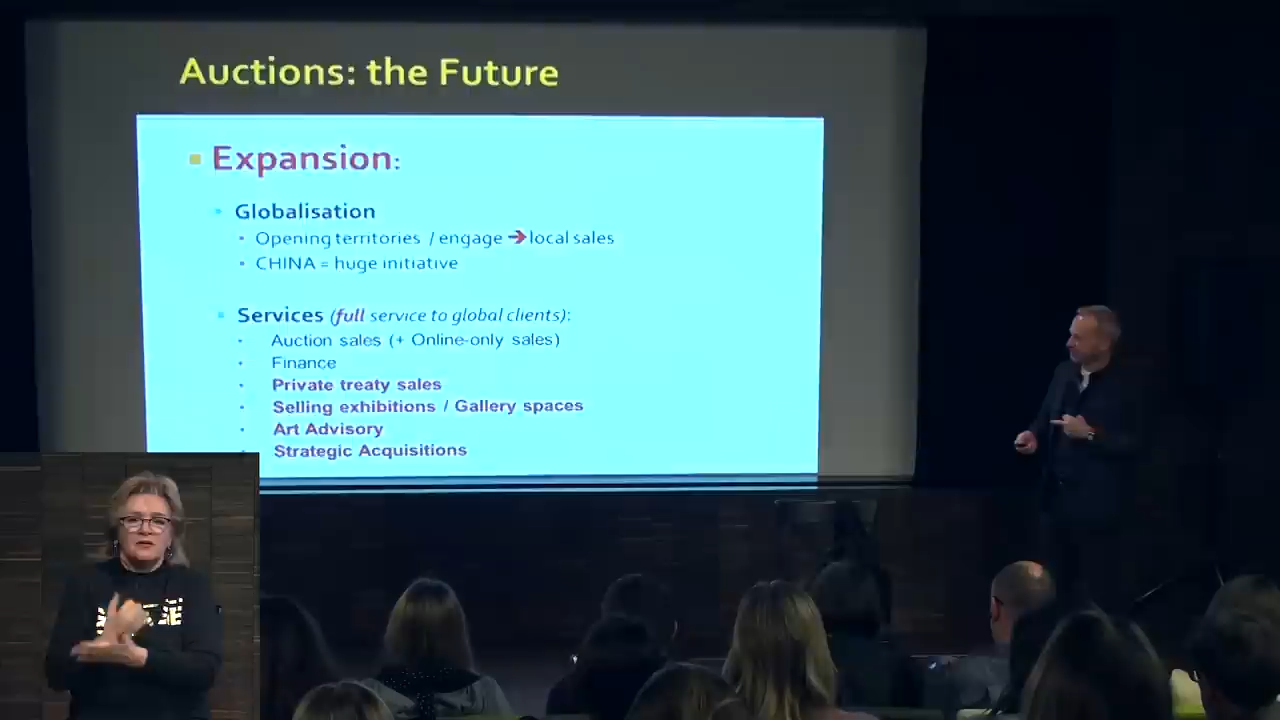 Auctions: the Future
Expansion:
Globalisation
Opening territories / engage ➔ local sales
CHINA = huge initiative
Services (full service to global clients):
Auction sales (+ Online-only sales)
Finance
Private treaty sales
Selling exhibitions / Gallery spaces
Art Advisory
Strategic Acquisitions